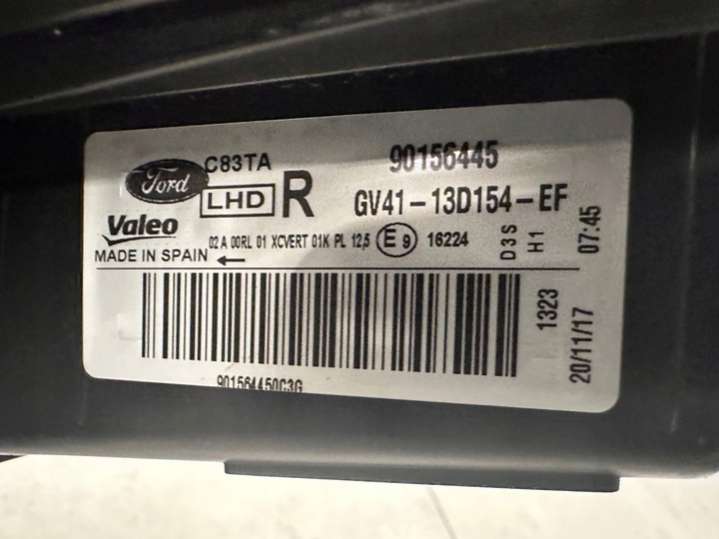 Ford C83TA 90156445
LHD R GV41-13D154-EF
Valeo 02 A 00RL 01 XCVERT 01K PL 12,5 E9 16224
MADE IN SPAIN ←
D3S
H1
07:45
1323
20/11/17
901564450C3G